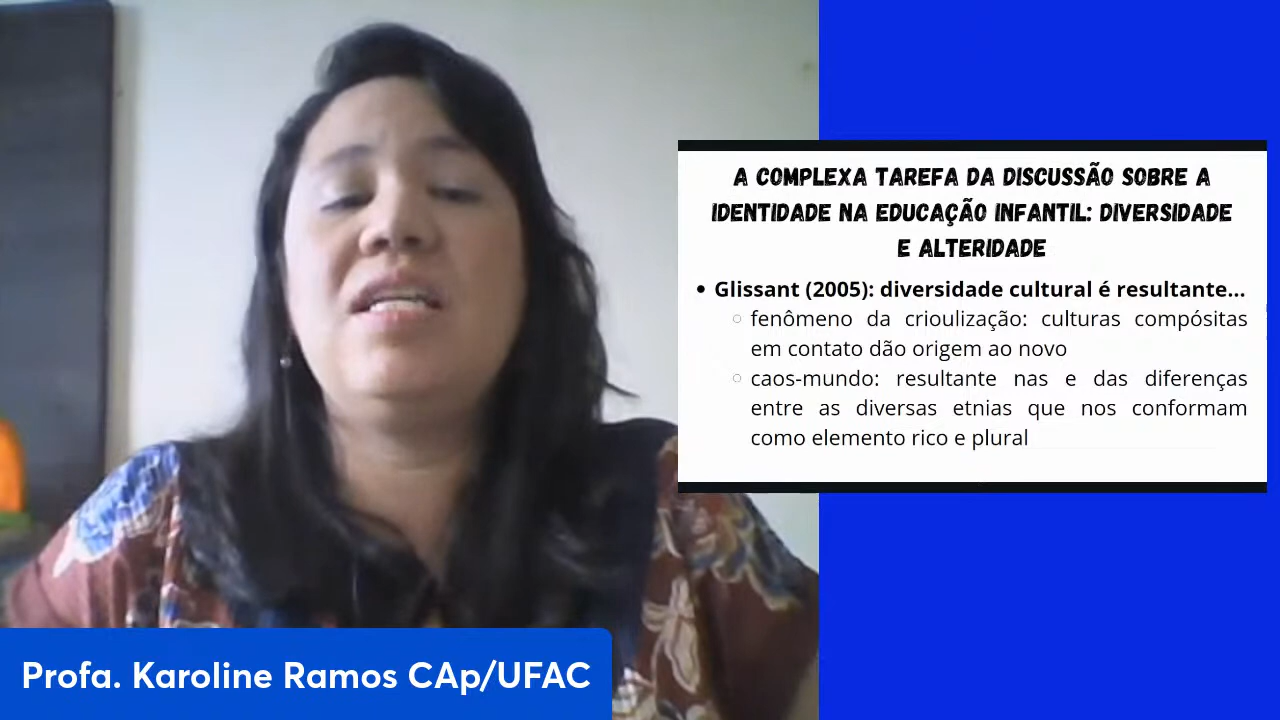 A COMPLEXA TAREFA DA DISCUSSÃO SOBRE A
IDENTIDADE NA EDUCAÇÃO INFANTIL: DIVERSIDADE
E ALTERIDADE
• Glissant (2005): diversidade cultural é resultante...
○ fenômeno da crioulização: culturas compósitas
em contato dão origem ao novo
○ caos-mundo: resultante nas e das diferenças
entre as diversas etnias que nos conformam
como elemento rico e plural
Profa. Karoline Ramos CAp/UFAC